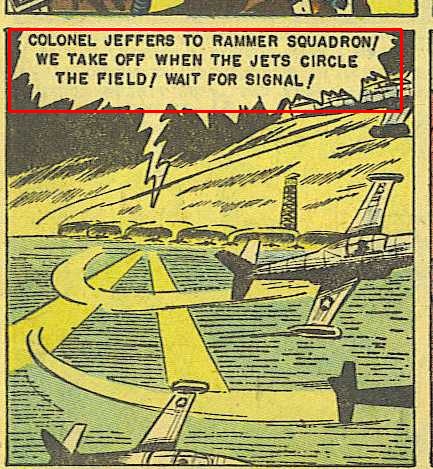 COLONEL JEFFERS TO RAMMER SQUADRON!
WE TAKE OFF WHEN THE JETS CIRCLE
THE FIELD! WAIT FOR SIGNAL!